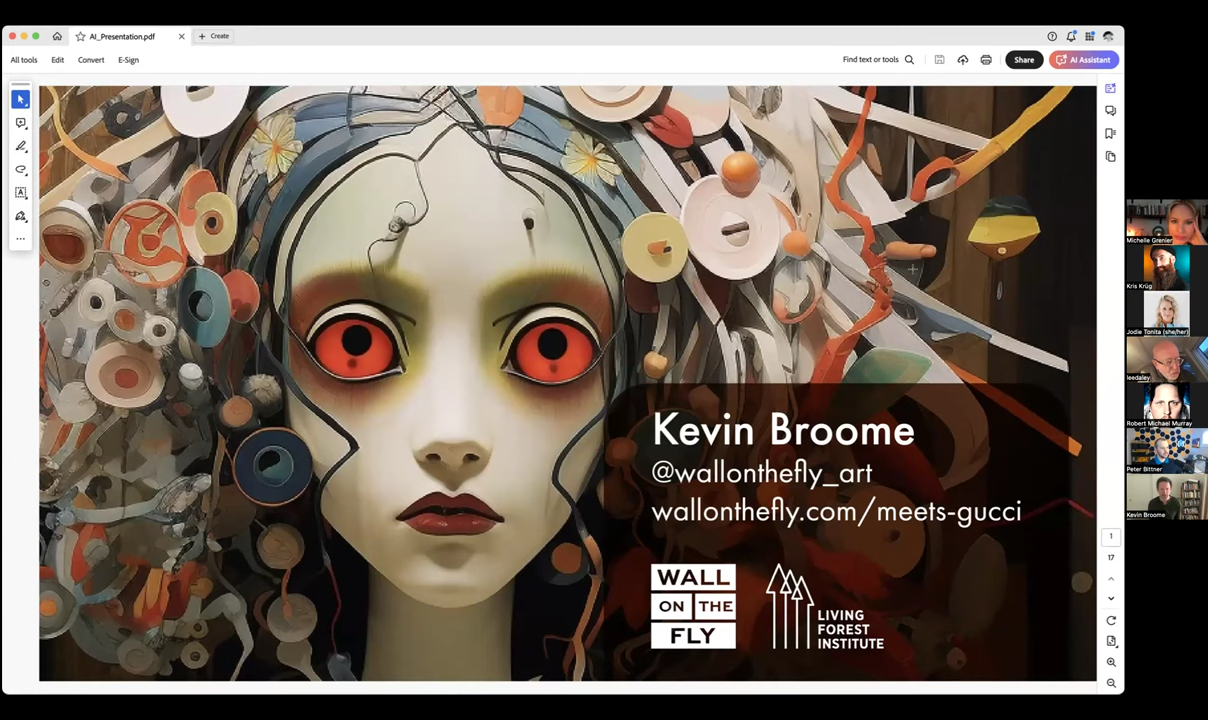 AI_Presentation.pdf
Create
All tools
Edit
Convert
E-Sign
Find text or tools
Share
AI Assistant
Kevin Broome
@wallonthefly_art
wallonthefly.com/meets-gucci
WALL
ON THE
FLY
LIVING
FOREST
INSTITUTE
1
17
Michelle Grenier
Kris Krüg
Jodie Tonita (she/her)
leedaley
Robert Michael Murray
Peter Bittner
Kevin Broome